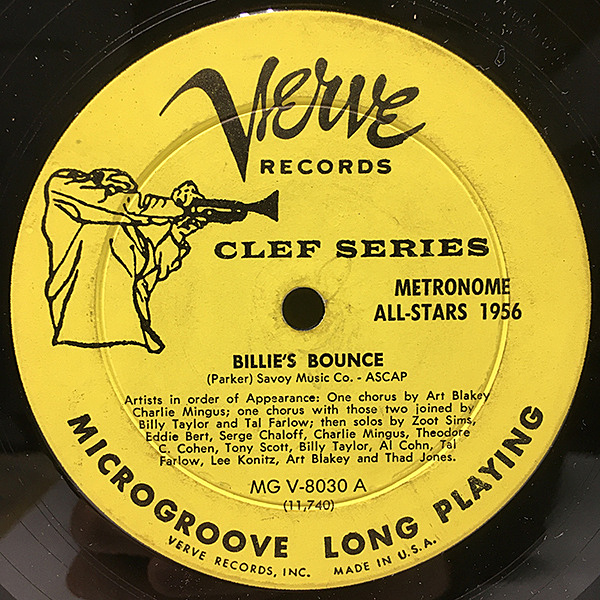 Verve
RECORDS
CLEF SERIES
METRONOME
ALL-STARS 1956
BILLIE'S BOUNCE
(Parker) Savoy Music Co. - ASCAP
Artists in order of Appearance: One chorus by Art Blakey
Charlie Mingus; one chorus with those two joined by
Billy Taylor and Tal Farlow; then solos by Zoot Sims,
Eddie Bert, Serge Chaloff, Charlie Mingus, Theodore
C. Cohen, Tony Scott, Billy Taylor, Al Cohn, Tal
Farlow, Lee Konitz, Art Blakey and Thad Jones.
MG V-8030 A
(11,740)
MICROGROOVE LONG PLAYING
VERVE RECORDS, INC. MADE IN U.S.A.